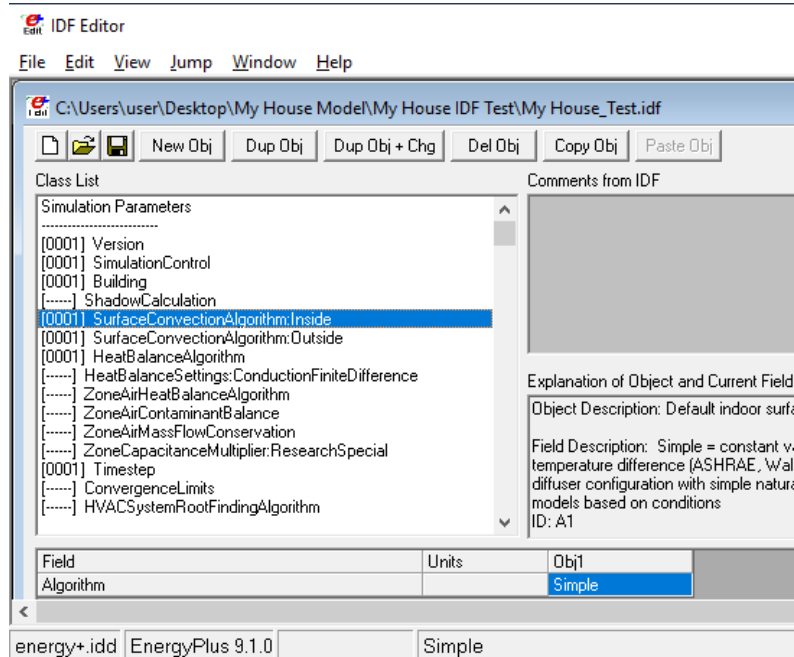 IDF Editor
File Edit View Jump Window Help
C:\Users\user\Desktop\My House Model\My House IDF Test\My House_Test.idf
New Obj Dup Obj Dup Obj + Chg Del Obj Copy Obj Paste Obj
Class List
Comments from IDF
Simulation Parameters
---------------------------
[0001] Version
[0001] SimulationControl
[0001] Building
[------] ShadowCalculation
[0001] SurfaceConvectionAlgorithm:Inside
[0001] SurfaceConvectionAlgorithm:Outside
[0001] HeatBalanceAlgorithm
[------] HeatBalanceSettings:ConductionFiniteDifference
[------] ZoneAirHeatBalanceAlgorithm
[------] ZoneAirContaminantBalance
[------] ZoneAirMassFlowConservation
[------] ZoneCapacitanceMultiplier:ResearchSpecial
[0001] Timestep
[------] ConvergenceLimits
[------] HVACSystemRootFindingAlgorithm
Explanation of Object and Current Field
Object Description: Default indoor surfa
Field Description: Simple = constant va
temperature difference (ASHRAE, Wal
diffuser configuration with simple natura
models based on conditions
ID: A1
Field Units Obj1
Algorithm Simple
energy+.idd EnergyPlus 9.1.0 Simple